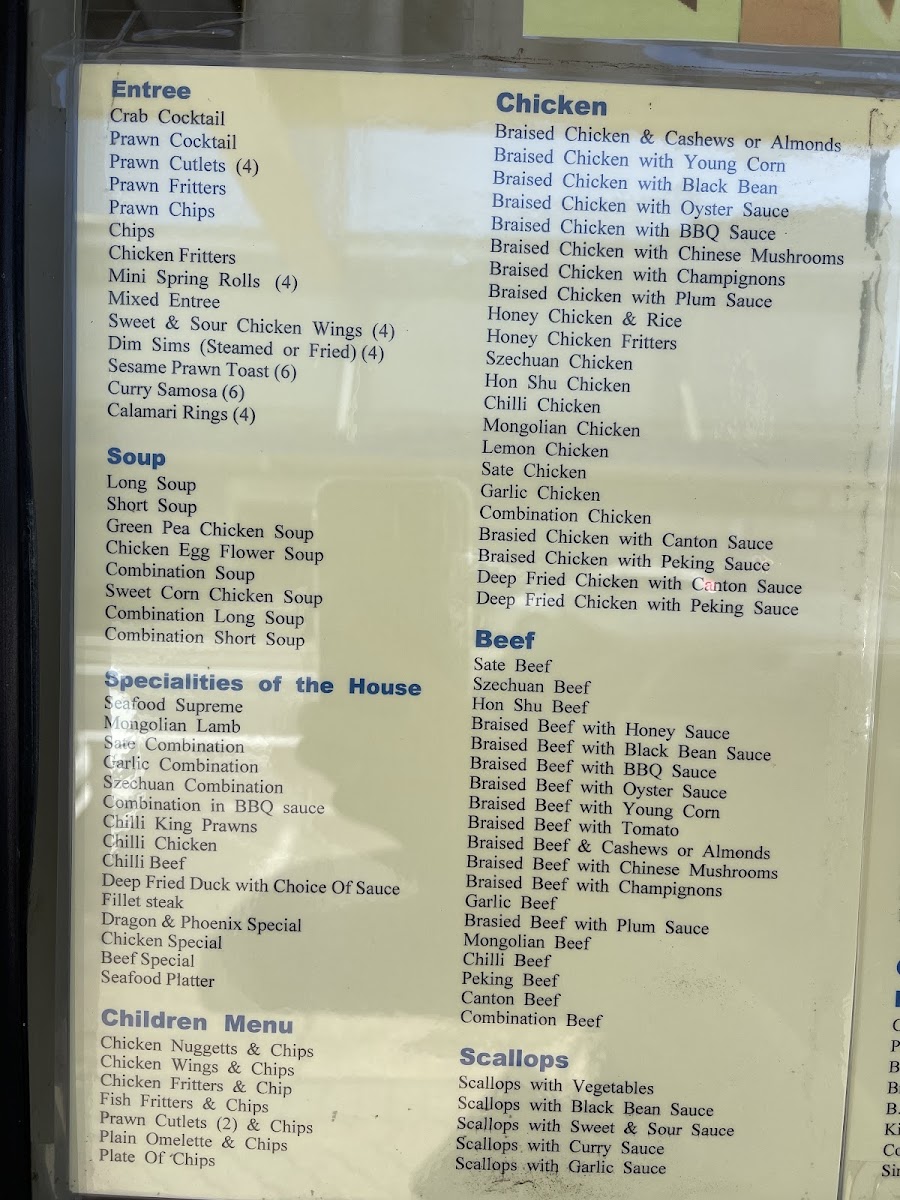 Entree
Crab Cocktail
Prawn Cocktail
Prawn Cutlets (4)
Prawn Fritters
Prawn Chips
Chips
Chicken Fritters
Mini Spring Rolls (4)
Mixed Entree
Sweet & Sour Chicken Wings (4)
Dim Sims (Steamed or Fried) (4)
Sesame Prawn Toast (6)
Curry Samosa (6)
Calamari Rings (4)
Soup
Long Soup
Short Soup
Green Pea Chicken Soup
Chicken Egg Flower Soup
Combination Soup
Sweet Corn Chicken Soup
Combination Long Soup
Combination Short Soup
Specialities of the House
Seafood Supreme
Mongolian Lamb
Sate Combination
Garlic Combination
Szechuan Combination
Combination in BBQ sauce
Chilli King Prawns
Chilli Chicken
Chilli Beef
Deep Fried Duck with Choice Of Sauce
Fillet steak
Dragon & Phoenix Special
Chicken Special
Beef Special
Seafood Platter
Children Menu
Chicken Nuggetts & Chips
Chicken Wings & Chips
Chicken Fritters & Chip
Fish Fritters & Chips
Prawn Cutlets (2) & Chips
Plain Omelette & Chips
Plate Of Chips
Chicken
Braised Chicken & Cashews or Almonds
Braised Chicken with Young Corn
Braised Chicken with Black Bean
Braised Chicken with Oyster Sauce
Braised Chicken with BBQ Sauce
Braised Chicken with Chinese Mushrooms
Braised Chicken with Champignons
Braised Chicken with Plum Sauce
Honey Chicken & Rice
Honey Chicken Fritters
Szechuan Chicken
Hon Shu Chicken
Chilli Chicken
Mongolian Chicken
Lemon Chicken
Sate Chicken
Garlic Chicken
Combination Chicken
Brasied Chicken with Canton Sauce
Braised Chicken with Peking Sauce
Deep Fried Chicken with Canton Sauce
Deep Fried Chicken with Peking Sauce
Beef
Sate Beef
Szechuan Beef
Hon Shu Beef
Braised Beef with Honey Sauce
Braised Beef with Black Bean Sauce
Braised Beef with BBQ Sauce
Braised Beef with Oyster Sauce
Braised Beef with Young Corn
Braised Beef with Tomato
Braised Beef & Cashews or Almonds
Braised Beef with Chinese Mushrooms
Braised Beef with Champignons
Garlic Beef
Brasied Beef with Plum Sauce
Mongolian Beef
Chilli Beef
Peking Beef
Canton Beef
Combination Beef
Scallops
Scallops with Vegetables
Scallops with Black Bean Sauce
Scallops with Sweet & Sour Sauce
Scallops with Curry Sauce
Scallops with Garlic Sauce